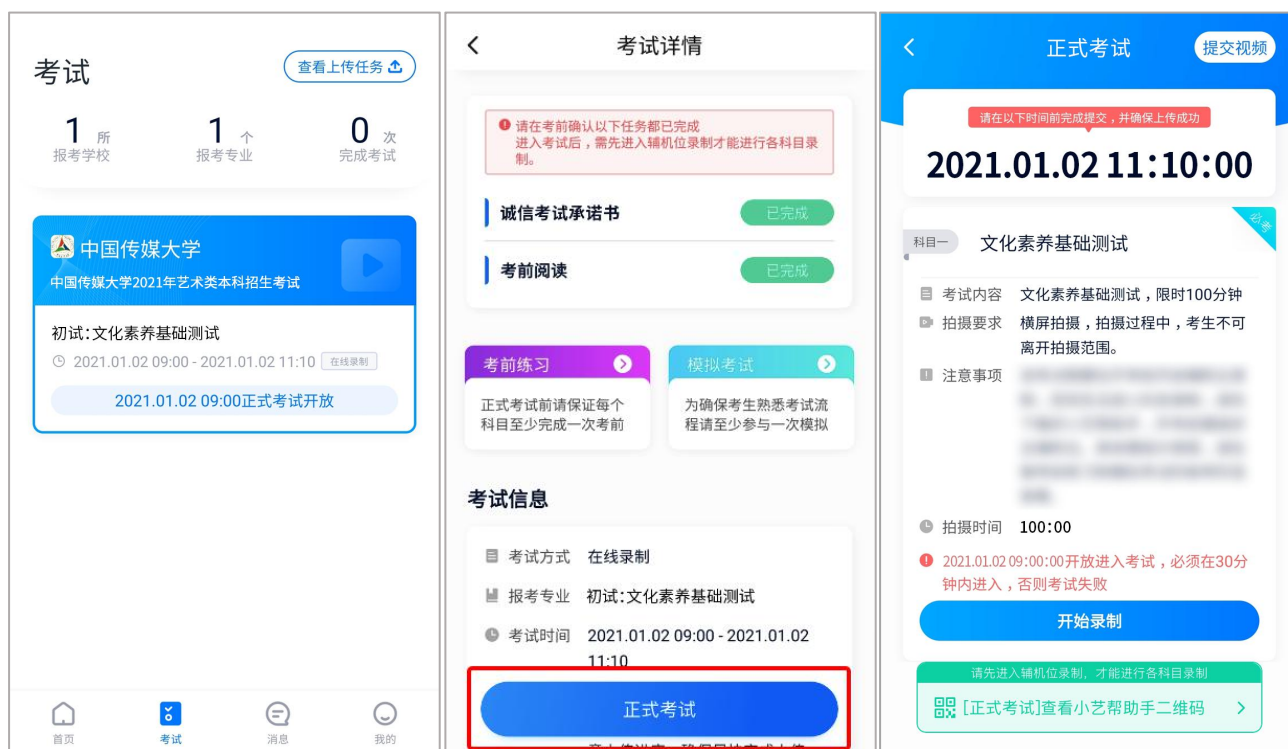 考试
查看上传任务
1 所
报考学校
1 个
报考专业
0 次
完成考试
中国传媒大学
中国传媒大学2021年艺术类本科招生考试
初试:文化素养基础测试
2021.01.02 09:00 - 2021.01.02 11:10 在线录制
2021.01.02 09:00正式考试开放
首页
考试
消息
我的
考试详情
请在考前确认以下任务都已完成
进入考试后，需先进入辅机位录制才能进行各科目录
制。
诚信考试承诺书 已完成
考前阅读 已完成
考前练习
正式考试前请保证每个
科目至少完成一次考前
模拟考试
为确保考生熟悉考试流
程请至少参与一次模拟
考试信息
考试方式 在线录制
报考专业 初试:文化素养基础测试
考试时间 2021.01.02 09:00 - 2021.01.02
11:10
正式考试
正式考试
提交视频
请在以下时间前完成提交，并确保上传成功
2021.01.02 11:10:00
必考
科目一 文化素养基础测试
考试内容 文化素养基础测试，限时100分钟
拍摄要求 横屏拍摄，拍摄过程中，考生不可
离开拍摄范围。
注意事项
拍摄时间 100:00
2021.01.02 09:00:00开放进入考试，必须在30分
钟内进入，否则考试失败
开始录制
请先进入辅机位录制，才能进行各科目录制
[正式考试]查看小艺帮助手二维码